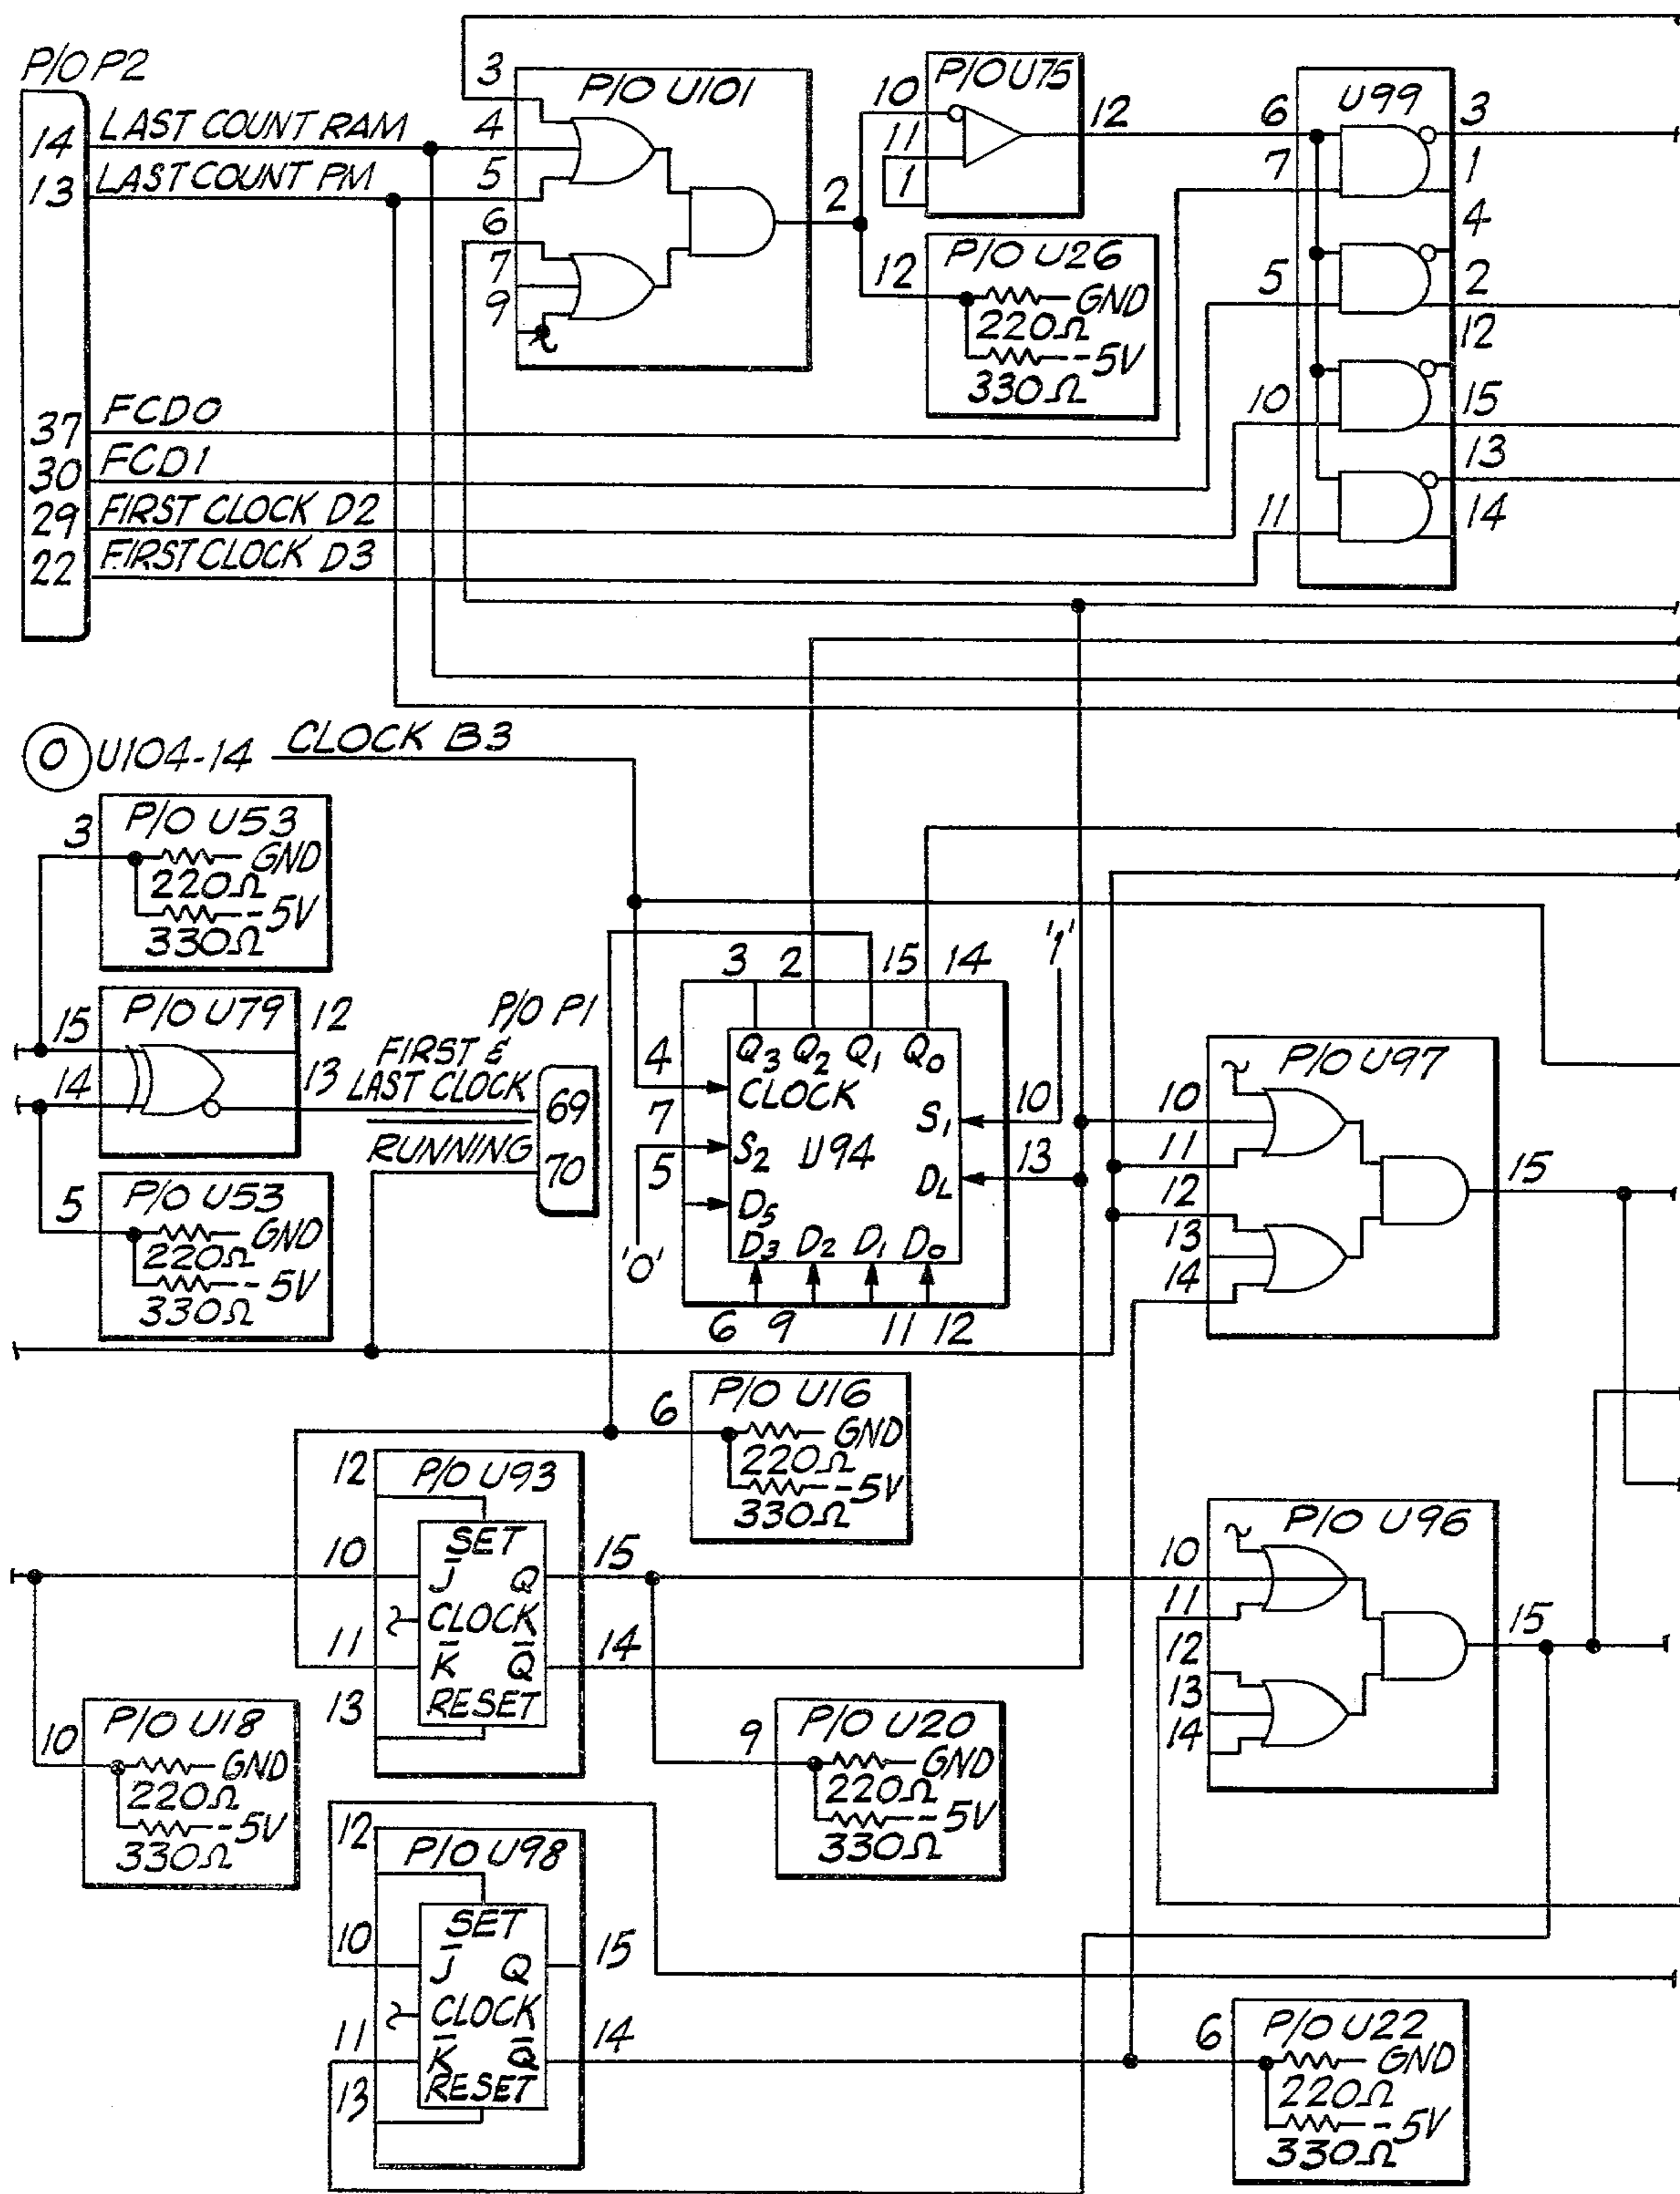 P/O P2
14 LAST COUNT RAM
13 LAST COUNT PM
37 FCD0
30 FCD1
29 FIRST CLOCK D2
22 FIRST CLOCK D3
P/O U101
3
4
5
6
7
9
2
P/O U75
10
11
1
12
P/O U26
12
GND
220Ω
-5V
330Ω
U99
6
7
5
10
11
3
1
4
2
12
15
13
14
0 U104-14 CLOCK B3
P/O U53
3
GND
220Ω
-5V
330Ω
P/O U79
15
14
12
13
FIRST &
LAST CLOCK
RUNNING
P/O P1
69
70
P/O U53
5
GND
220Ω
-5V
330Ω
3 2 15 14
'1'
Q3 Q2 Q1 Q0
4
CLOCK
7
S2 U94 S1
10
5
D5 DL
13
'0'
D3 D2 D1 D0
6 9 11 12
P/O U97
10
11
12
13
14
15
P/O U16
6
GND
220Ω
-5V
330Ω
P/O U93
12
SET
10
J̅ Q
15
CLOCK
11
K̅ Q̅
14
RESET
13
P/O U96
10
11
12
13
14
15
P/O U18
10
GND
220Ω
-5V
330Ω
P/O U20
9
GND
220Ω
-5V
330Ω
P/O U98
12
SET
10
J̅ Q
15
CLOCK
11
K̅ Q̅
14
RESET
13
P/O U22
6
GND
220Ω
-5V
330Ω